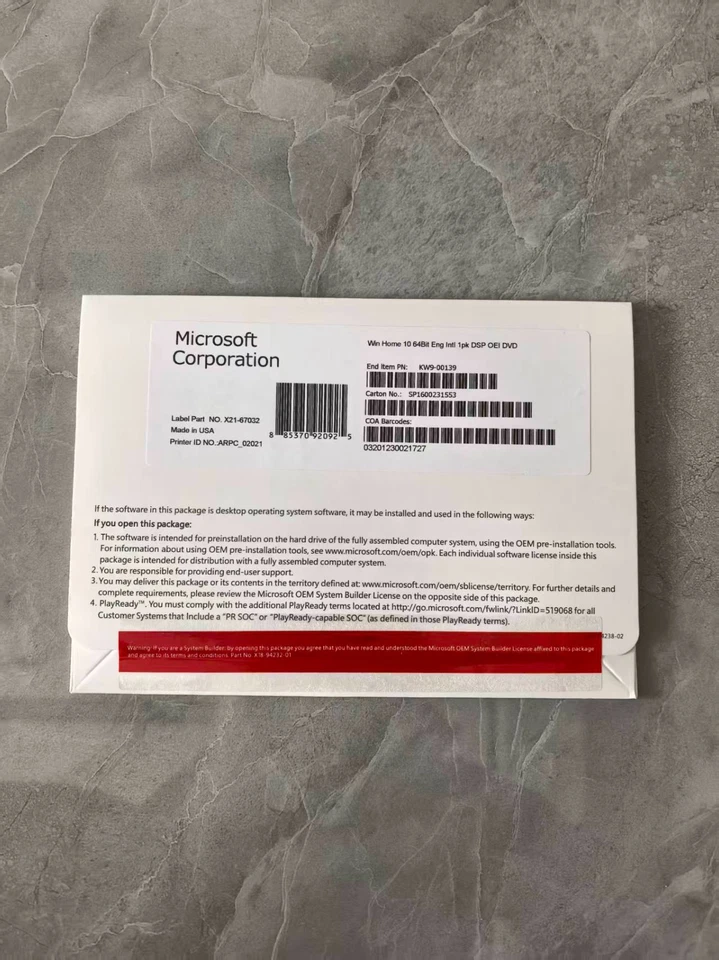 Microsoft
Corporation
Win Home 10 64Bit Eng Intl 1pk DSP OEI DVD
End Item PN: KW9-00139
Carton No.: SP1600231553
COA Barcodes:
03201230021727
Label Part NO. X21-67032
Made in USA
Printer ID NO.:ARPC_02021
8 85370 92092 5
If the software in this package is desktop operating system software, it may be installed and used in the following ways:
If you open this package:
1. The software is intended for preinstallation on the hard drive of the fully assembled computer system, using the OEM pre-installation tools.
For information about using OEM pre-installation tools, see www.microsoft.com/oem/opk. Each individual software license inside this
package is intended for distribution with a fully assembled computer system.
2. You are responsible for providing end-user support.
3. You may deliver this package or its contents in the territory defined at: www.microsoft.com/oem/sblicense/territory. For further details and
complete requirements, please review the Microsoft OEM System Builder License on the opposite side of this package.
4. PlayReady™. You must comply with the additional PlayReady terms located at http://go.microsoft.com/fwlink/?LinkID=519068 for all
Customer Systems that Include a "PR SOC" or "PlayReady-capable SOC" (as defined in those PlayReady terms).
4238-02
Warning: If you are a System Builder, by opening this package you agree that you have read and understood the Microsoft OEM System Builder License affixed to this package
and agree to its terms and conditions. Part No. X18-94232-01